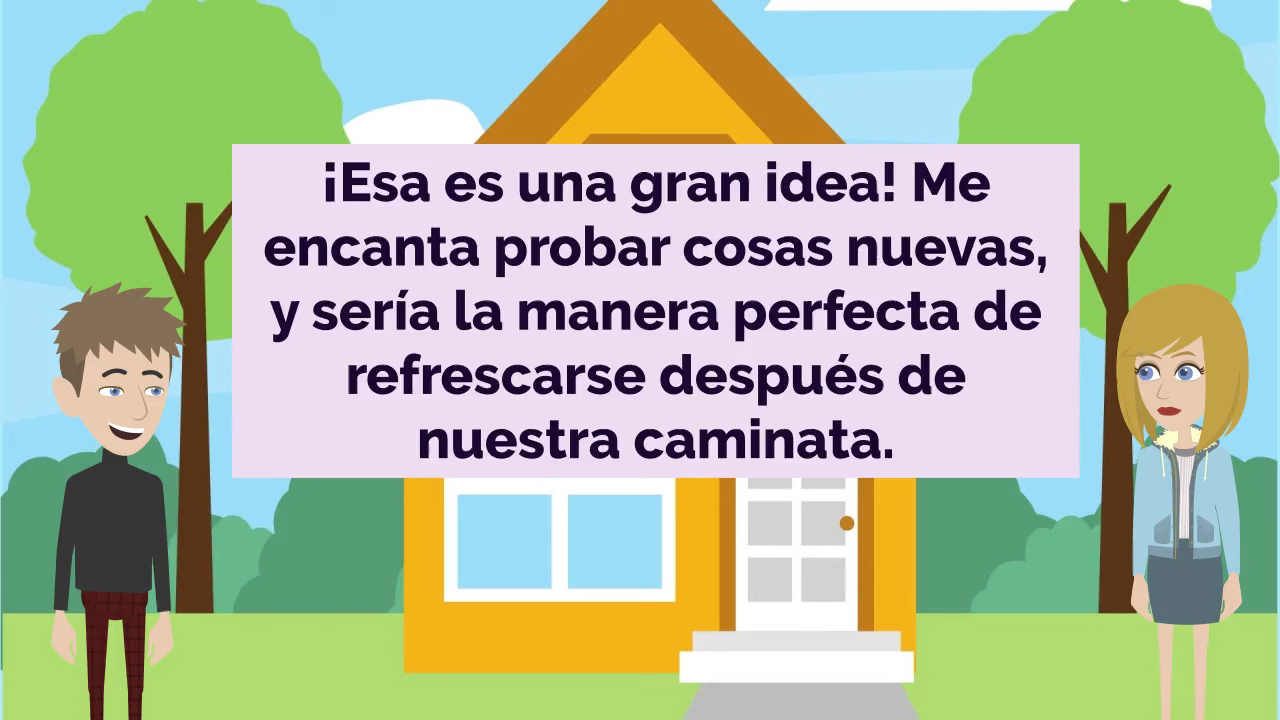 ¡Esa es una gran idea! Me
encanta probar cosas nuevas,
y sería la manera perfecta de
refrescarse después de
nuestra caminata.